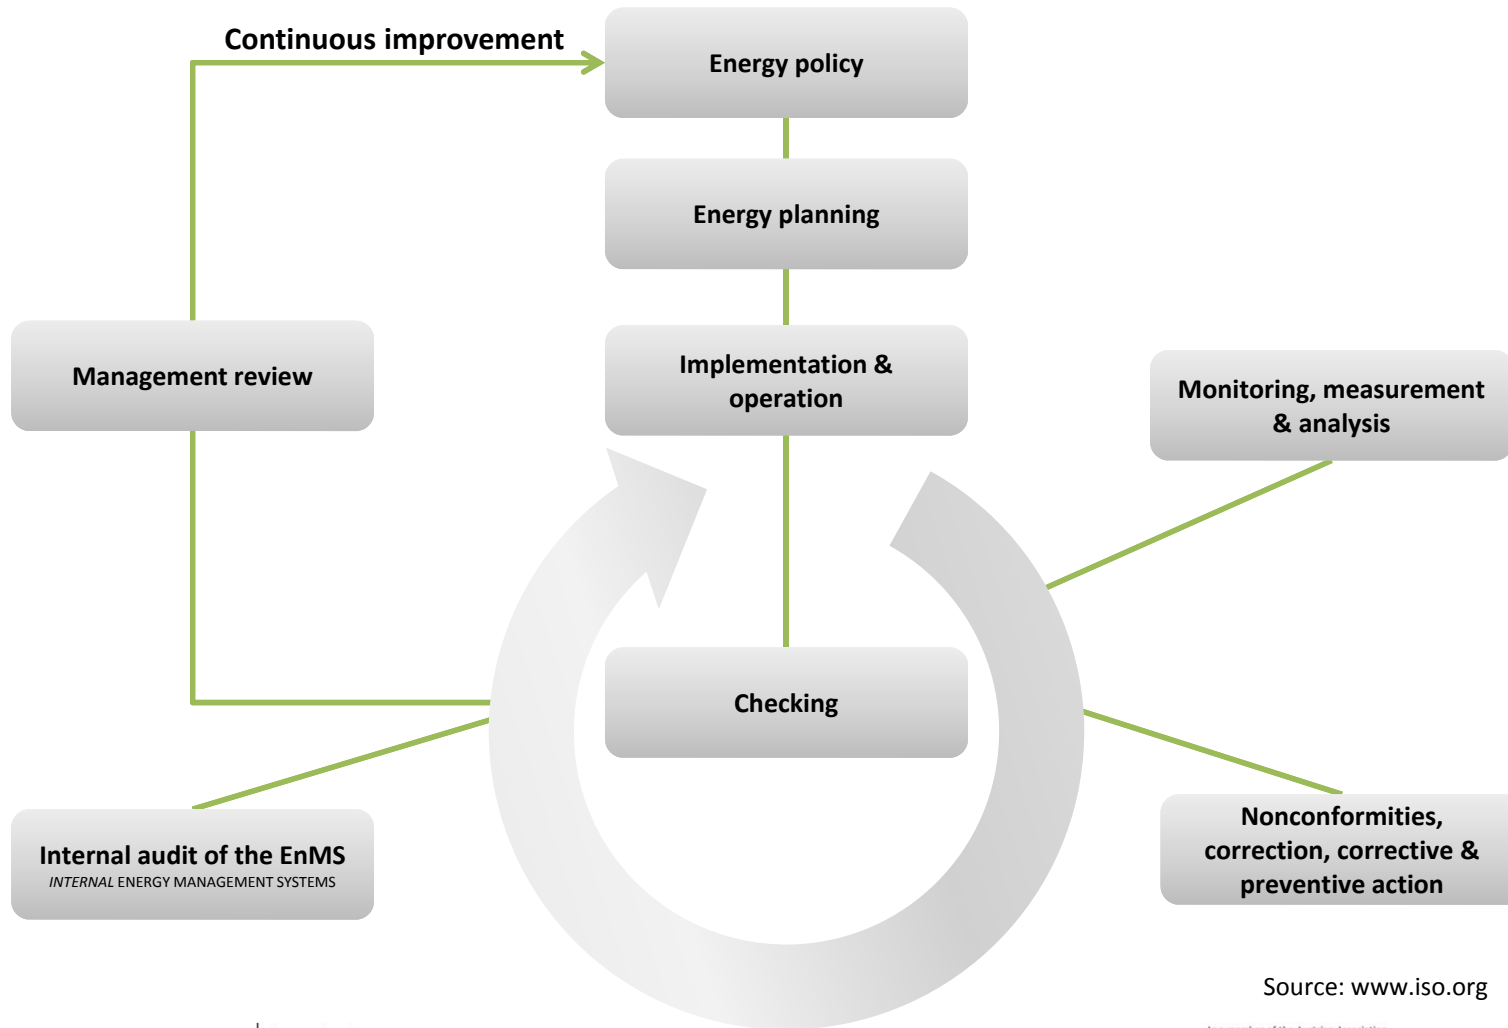 Continuous improvement
Energy policy
Energy planning
Implementation &
operation
Management review
Monitoring, measurement
& analysis
Checking
Internal audit of the EnMS
INTERNAL ENERGY MANAGEMENT SYSTEMS
Nonconformities,
correction, corrective &
preventive action
Source: www.iso.org